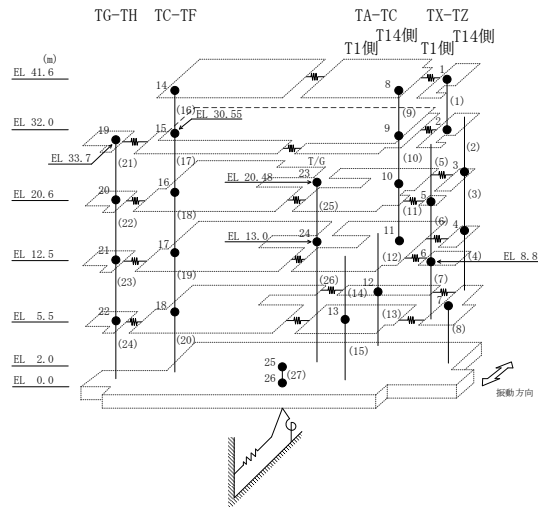 TG-TH TC-TF TA-TC TX-TZ
T1側 T14側 T1側 T14側
(m)
EL 41.6
14 8 1
(16) (9) (1)
EL 30.55
EL 32.0
19 15 9 2
EL 33.7
(21) (17) (10) (2)
T/G
EL 20.6
20 16 EL 20.48 23 10 (5) 3
(22) (18) (25) (11) 5 (3)
EL 13.0 24 11 (6) 4
EL 12.5
21 17 (12) 6 (4) EL 8.8
(23) (19) (26) (14) 12 (7)
EL 5.5
22 18 13 (13) 7
(24) (20) (15) (8)
EL 2.0
25
EL 0.0
26 (27)
振動方向